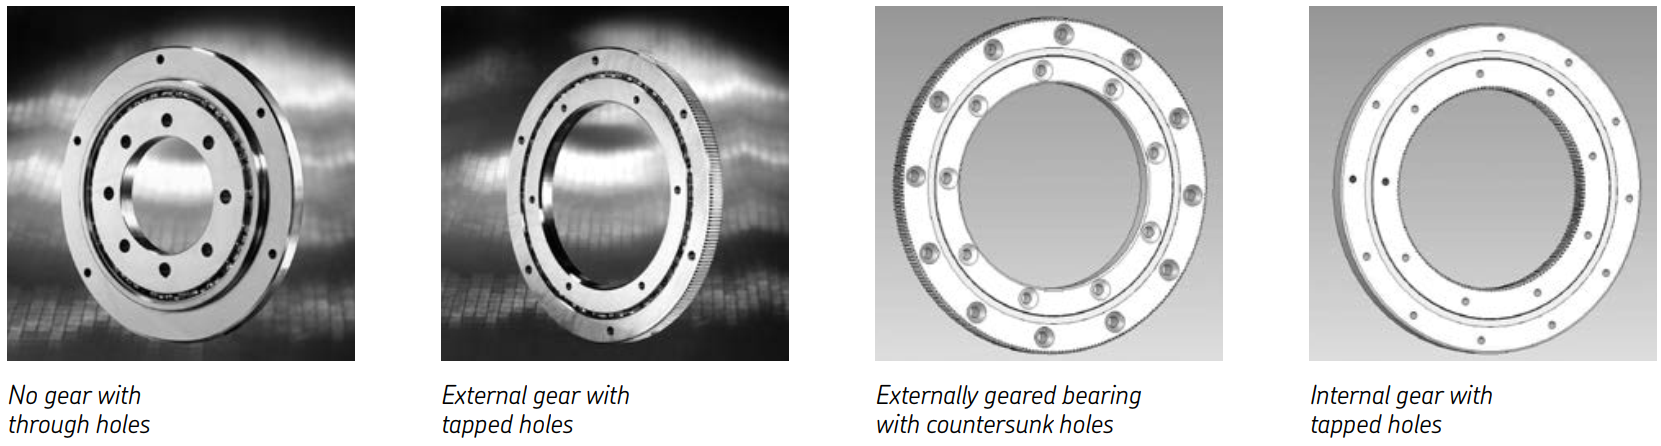 No gear with
through holes
External gear with
tapped holes
Externally geared bearing
with countersunk holes
Internal gear with
tapped holes